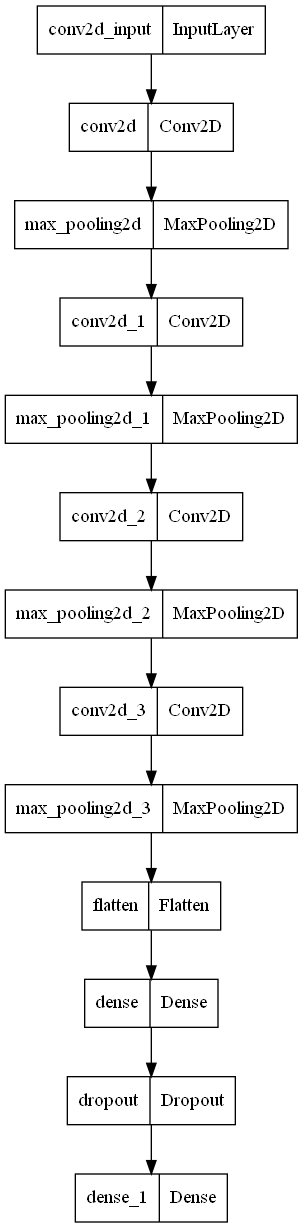 conv2d_input InputLayer
conv2d Conv2D
max_pooling2d MaxPooling2D
conv2d_1 Conv2D
max_pooling2d_1 MaxPooling2D
conv2d_2 Conv2D
max_pooling2d_2 MaxPooling2D
conv2d_3 Conv2D
max_pooling2d_3 MaxPooling2D
flatten Flatten
dense Dense
dropout Dropout
dense_1 Dense